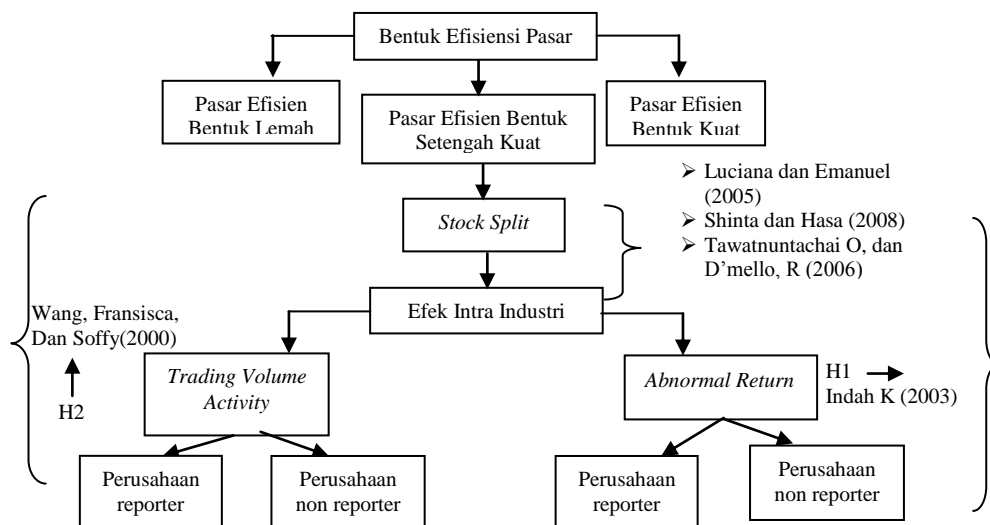 Bentuk Efisiensi Pasar
Pasar Efisien
Bentuk Lemah
Pasar Efisien Bentuk
Setengah Kuat
Pasar Efisien
Bentuk Kuat
➢ Luciana dan Emanuel
(2005)
➢ Shinta dan Hasa (2008)
➢ Tawatnuntachai O, dan
D'mello, R (2006)
Stock Split
Efek Intra Industri
Wang, Fransisca,
Dan Soffy(2000)
H2
Trading Volume
Activity
Abnormal Return
H1
Indah K (2003)
Perusahaan
reporter
Perusahaan
non reporter
Perusahaan
reporter
Perusahaan
non reporter